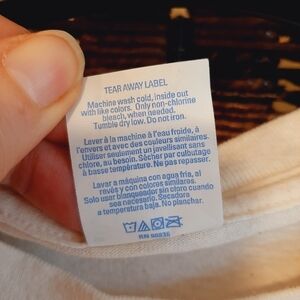 TEAR AWAY LABEL
Machine wash cold, inside out
with like colors. Only non-chlorine
bleach, when needed.
Tumble dry low. Do not iron.
Laver à la machine à l'eau froide, à
l'envers et avec des couleurs similaires.
Utiliser seulement un javellisant sans
chlore, au besoin. Sécher par culbutage
à basse température. Ne pas repasser.
Lavar a máquina con agua fria, al
revés y con colores similares.
Solo usar blanqueador sin cloro cuando
sea necesario. Secadora
a temperatura baja. No planchar.
RN